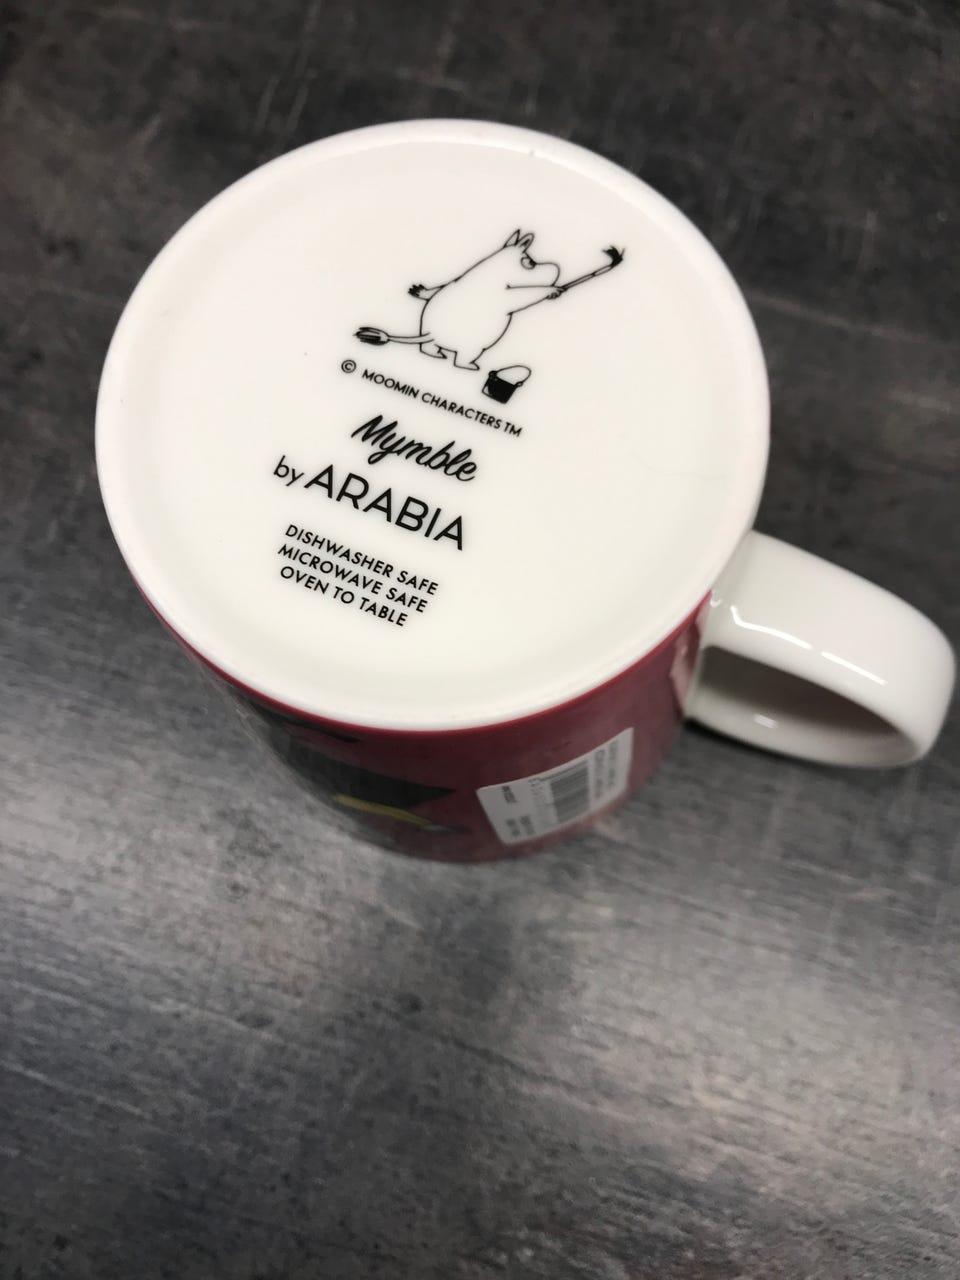 © MOOMIN CHARACTERS TM
Mymble
by ARABIA
DISHWASHER SAFE
MICROWAVE SAFE
OVEN TO TABLE